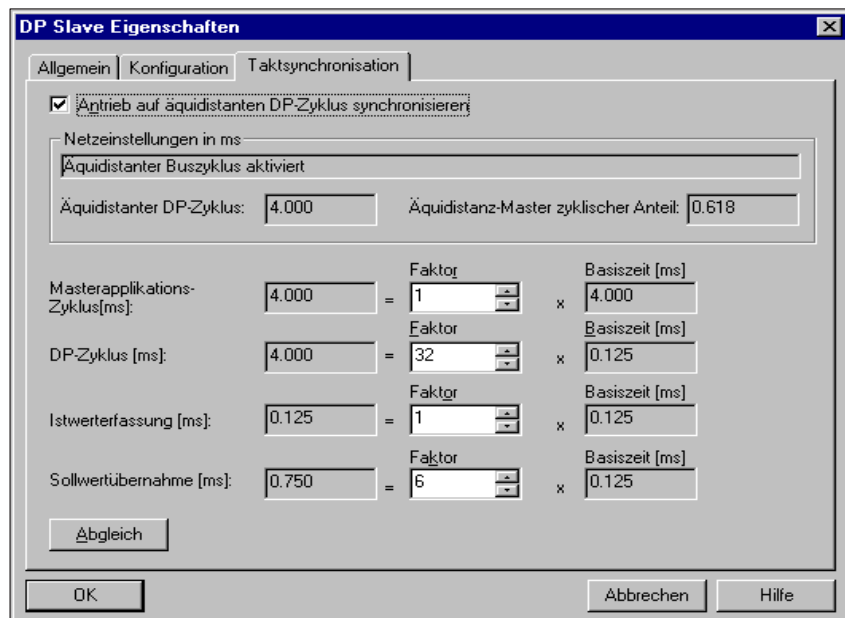 DP Slave Eigenschaften
Allgemein Konfiguration Taktsynchronisation
Antrieb auf äquidistanten DP-Zyklus synchronisieren
Netzeinstellungen in ms
Äquidistanter Buszyklus aktiviert
Äquidistanter DP-Zyklus: 4.000 Äquidistanz-Master zyklischer Anteil: 0.618
Faktor Basiszeit [ms]
Masterapplikations-
Zyklus[ms]: 4.000 = 1 x 4.000
Faktor Basiszeit [ms]
DP-Zyklus [ms]: 4.000 = 32 x 0.125
Faktor Basiszeit [ms]
Istwerterfassung [ms]: 0.125 = 1 x 0.125
Faktor Basiszeit [ms]
Sollwertübernahme [ms]: 0.750 = 6 x 0.125
Abgleich
OK Abbrechen Hilfe